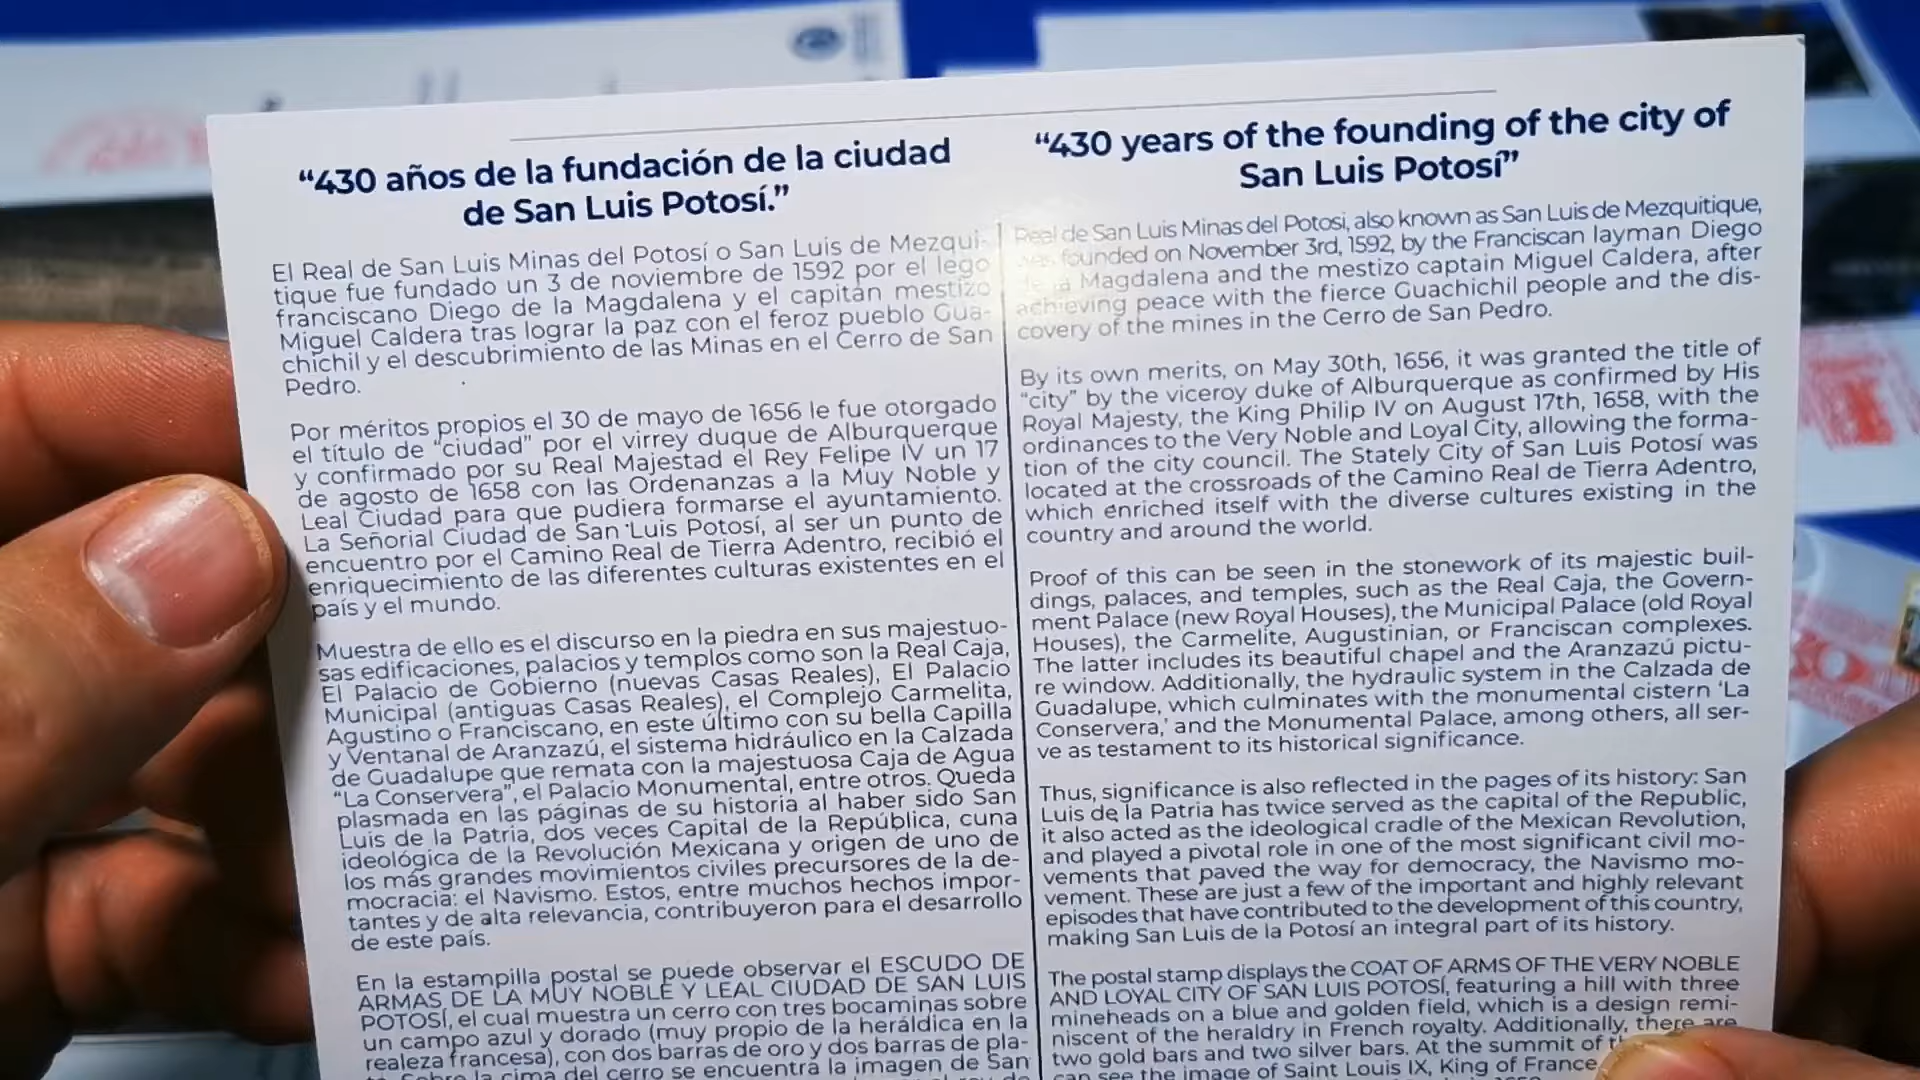 “430 años de la fundación de la ciudad
de San Luis Potosí.”
El Real de San Luis Minas del Potosí o San Luis de Mezqui-
tique fue fundado un 3 de noviembre de 1592 por el lego
franciscano Diego de la Magdalena y el capitán mestizo
Miguel Caldera tras lograr la paz con el feroz pueblo Gua-
chichil y el descubrimiento de las Minas en el Cerro de San
Pedro.
Por méritos propios el 30 de mayo de 1656 le fue otorgado
el título de “ciudad” por el virrey duque de Alburquerque
y confirmado por su Real Majestad el Rey Felipe IV un 17
de agosto de 1658 con las Ordenanzas a la Muy Noble y
Leal Ciudad para que pudiera formarse el ayuntamiento.
La Señorial Ciudad de San Luis Potosí, al ser un punto de
encuentro por el Camino Real de Tierra Adentro, recibió el
enriquecimiento de las diferentes culturas existentes en el
país y el mundo.
Muestra de ello es el discurso en la piedra en sus majestuo-
sas edificaciones, palacios y templos como son la Real Caja,
El Palacio de Gobierno (nuevas Casas Reales), El Palacio
Municipal (antiguas Casas Reales), el Complejo Carmelita,
Agustino o Franciscano, en este último con su bella Capilla
y Ventanal de Aranzazú, el sistema hidráulico en la Calzada
de Guadalupe que remata con la majestuosa Caja de Agua
“La Conservera”, el Palacio Monumental, entre otros. Queda
plasmada en las páginas de su historia al haber sido San
Luis de la Patria, dos veces Capital de la República, cuna
ideológica de la Revolución Mexicana y origen de uno de
los más grandes movimientos civiles precursores de la de-
mocracia: el Navismo. Estos, entre muchos hechos impor-
tantes y de alta relevancia, contribuyeron para el desarrollo
de este país.
En la estampilla postal se puede observar el ESCUDO DE
ARMAS DE LA MUY NOBLE Y LEAL CIUDAD DE SAN LUIS
POTOSÍ, el cual muestra un cerro con tres bocaminas sobre
un campo azul y dorado (muy propio de la heráldica en la
realeza francesa), con dos barras de oro y dos barras de pla-
ta. Sobre la cima del cerro se encuentra la imagen de San
“430 years of the founding of the city of
San Luis Potosí”
Real de San Luis Minas del Potosi, also known as San Luis de Mezquitique,
was founded on November 3rd, 1592, by the Franciscan layman Diego
de la Magdalena and the mestizo captain Miguel Caldera, after
achieving peace with the fierce Guachichil people and the dis-
covery of the mines in the Cerro de San Pedro.
By its own merits, on May 30th, 1656, it was granted the title of
“city” by the viceroy duke of Alburquerque as confirmed by His
Royal Majesty, the King Philip IV on August 17th, 1658, with the
ordinances to the Very Noble and Loyal City, allowing the forma-
tion of the city council. The Stately City of San Luis Potosí was
located at the crossroads of the Camino Real de Tierra Adentro,
which enriched itself with the diverse cultures existing in the
country and around the world.
Proof of this can be seen in the stonework of its majestic buil-
dings, palaces, and temples, such as the Real Caja, the Govern-
ment Palace (new Royal Houses), the Municipal Palace (old Royal
Houses), the Carmelite, Augustinian, or Franciscan complexes.
The latter includes its beautiful chapel and the Aranzazú pictu-
re window. Additionally, the hydraulic system in the Calzada de
Guadalupe, which culminates with the monumental cistern ‘La
Conservera,’ and the Monumental Palace, among others, all ser-
ve as testament to its historical significance.
Thus, significance is also reflected in the pages of its history: San
Luis de la Patria has twice served as the capital of the Republic,
it also acted as the ideological cradle of the Mexican Revolution,
and played a pivotal role in one of the most significant civil mo-
vements that paved the way for democracy, the Navismo mo-
vement. These are just a few of the important and highly relevant
episodes that have contributed to the development of this country,
making San Luis de la Potosí an integral part of its history.
The postal stamp displays the COAT OF ARMS OF THE VERY NOBLE
AND LOYAL CITY OF SAN LUIS POTOSÍ, featuring a hill with three
mineheads on a blue and golden field, which is a design remi-
niscent of the heraldry in French royalty. Additionally, there are
two gold bars and two silver bars. At the summit of
can see the image of Saint Louis IX, King of France